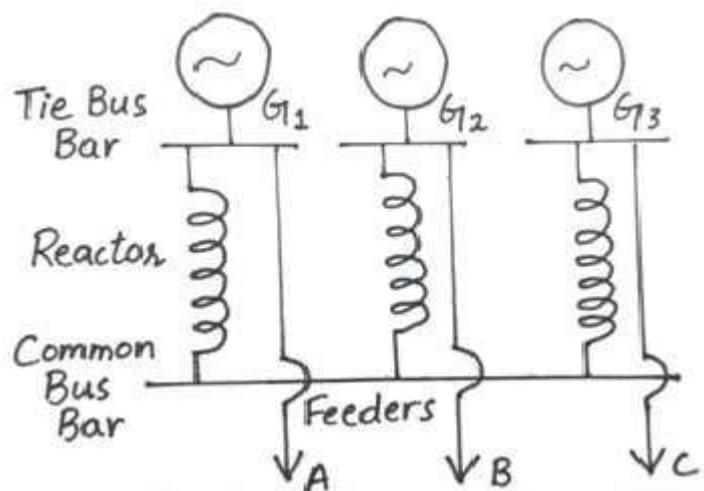 G1
G2
G3
Tie Bus
Bar
Reactor
Common
Bus
Bar
Feeders
A
B
C